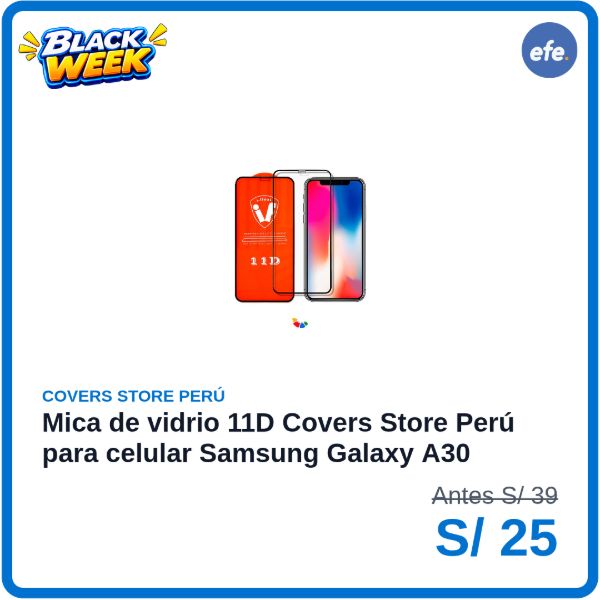 BLACK
WEEK
efe.
11D
COVERS STORE PERÚ
Mica de vidrio 11D Covers Store Perú
para celular Samsung Galaxy A30
Antes S/ 39
S/ 25